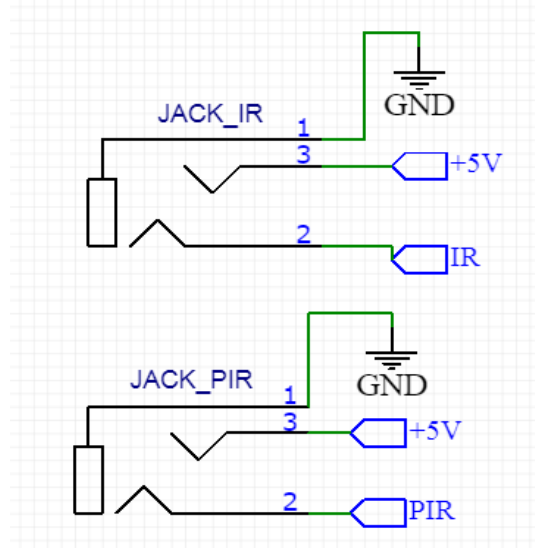 GND
JACK_IR
1
3
+5V
2
IR
GND
JACK_PIR
1
3
+5V
2
PIR